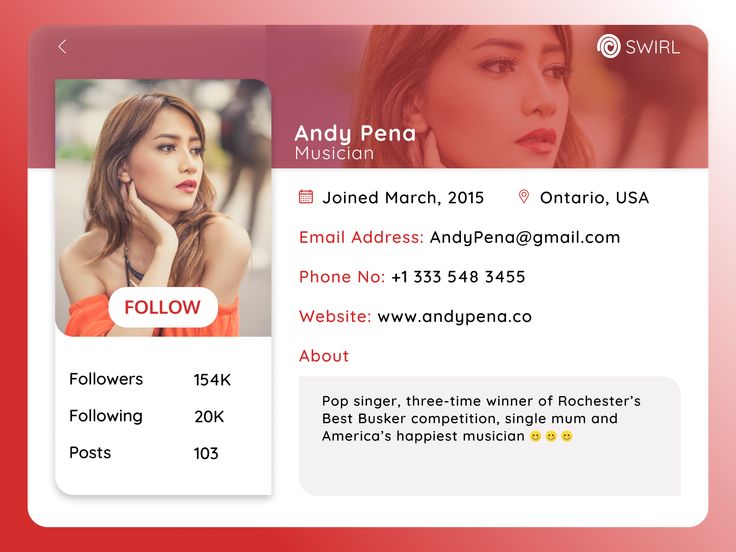 SWIRL
Andy Pena
Musician
FOLLOW
Followers 154K
Following 20K
Posts 103
Joined March, 2015 Ontario, USA
Email Address: AndyPena@gmail.com
Phone No: +1 333 548 3455
Website: www.andypena.co
About
Pop singer, three-time winner of Rochester’s
Best Busker competition, single mum and
America’s happiest musician 🙂 🙂 🙂